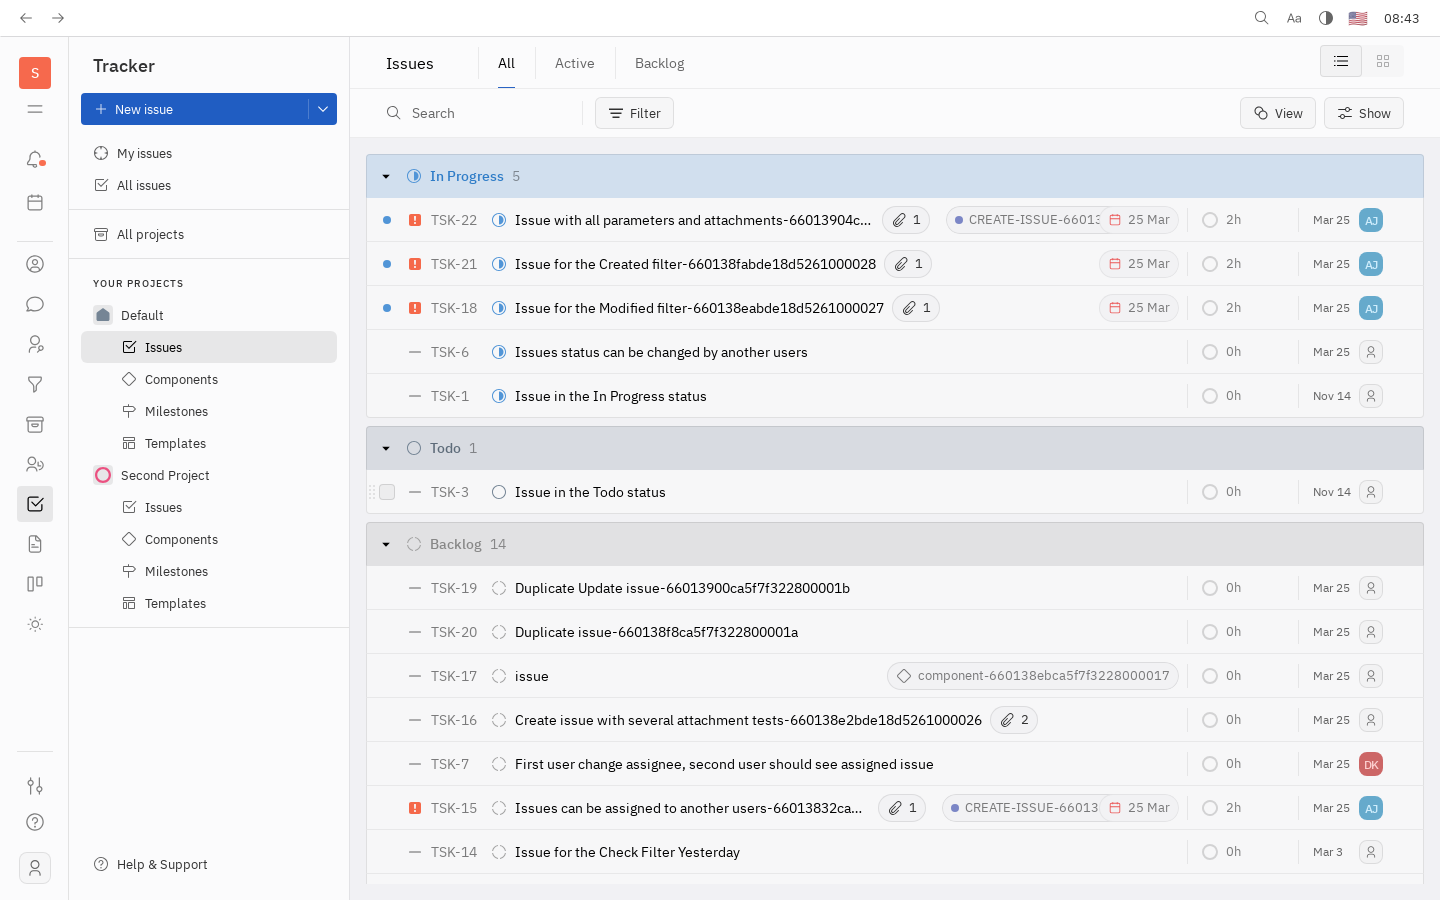 Aa 08:43
S
Tracker
New issue
My issues
All issues
All projects
YOUR PROJECTS
Default
Issues
Components
Milestones
Templates
Second Project
Issues
Components
Milestones
Templates
Help & Support
Issues All Active Backlog
Search Filter View Show
In Progress 5
TSK-22 Issue with all parameters and attachments-66013904c... 1 CREATE-ISSUE-66013 25 Mar 2h Mar 25 AJ
TSK-21 Issue for the Created filter-660138fabde18d5261000028 1 25 Mar 2h Mar 25 AJ
TSK-18 Issue for the Modified filter-660138eabde18d5261000027 1 25 Mar 2h Mar 25 AJ
TSK-6 Issues status can be changed by another users 0h Mar 25
TSK-1 Issue in the In Progress status 0h Nov 14
Todo 1
TSK-3 Issue in the Todo status 0h Nov 14
Backlog 14
TSK-19 Duplicate Update issue-66013900ca5f7f322800001b 0h Mar 25
TSK-20 Duplicate issue-660138f8ca5f7f322800001a 0h Mar 25
TSK-17 issue component-660138ebca5f7f3228000017 0h Mar 25
TSK-16 Create issue with several attachment tests-660138e2bde18d5261000026 2 0h Mar 25
TSK-7 First user change assignee, second user should see assigned issue 0h Mar 25 DK
TSK-15 Issues can be assigned to another users-66013832ca... 1 CREATE-ISSUE-66013 25 Mar 2h Mar 25 AJ
TSK-14 Issue for the Check Filter Yesterday 0h Mar 3